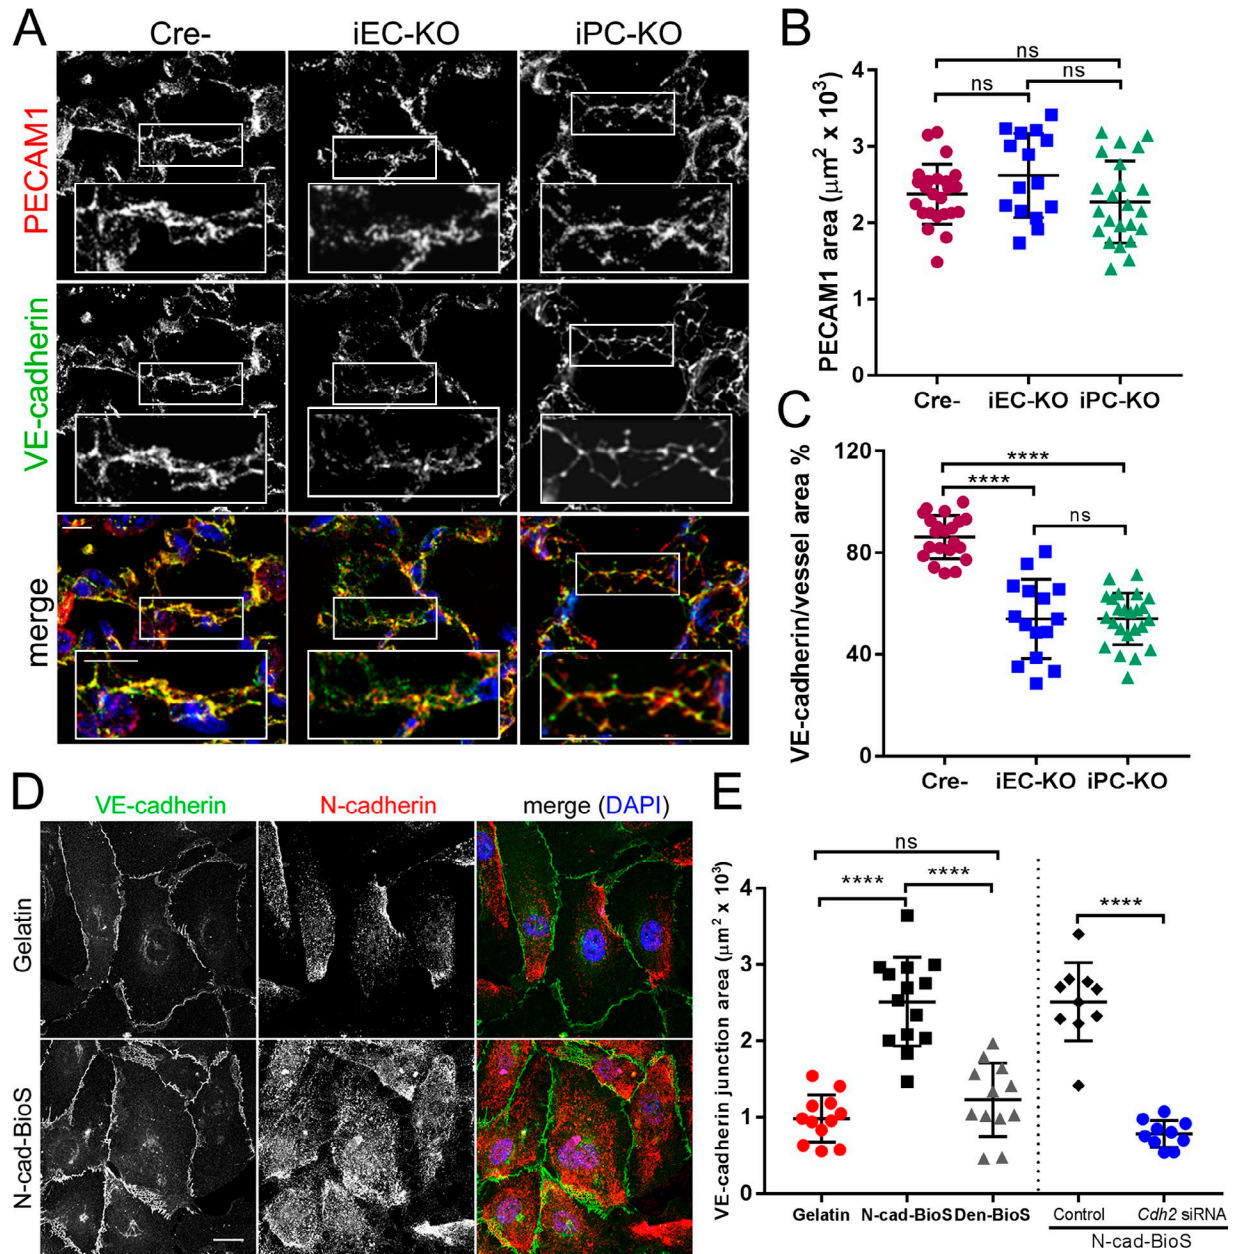 A
Cre-
iEC-KO
iPC-KO
PECAM1
VE-cadherin
merge
B
ns
ns
ns
4
3
2
1
0
PECAM1 area (µm² x 10³)
Cre-
iEC-KO
iPC-KO
C
****
****
ns
120
80
40
0
VE-cadherin/vessel area %
Cre-
iEC-KO
iPC-KO
D
VE-cadherin
N-cadherin
merge (DAPI)
Gelatin
N-cad-BioS
E
ns
****
****
****
4
3
2
1
0
VE-cadherin junction area (µm² x 10³)
Gelatin
N-cad-BioS
Den-BioS
Control
Cdh2 siRNA
N-cad-BioS